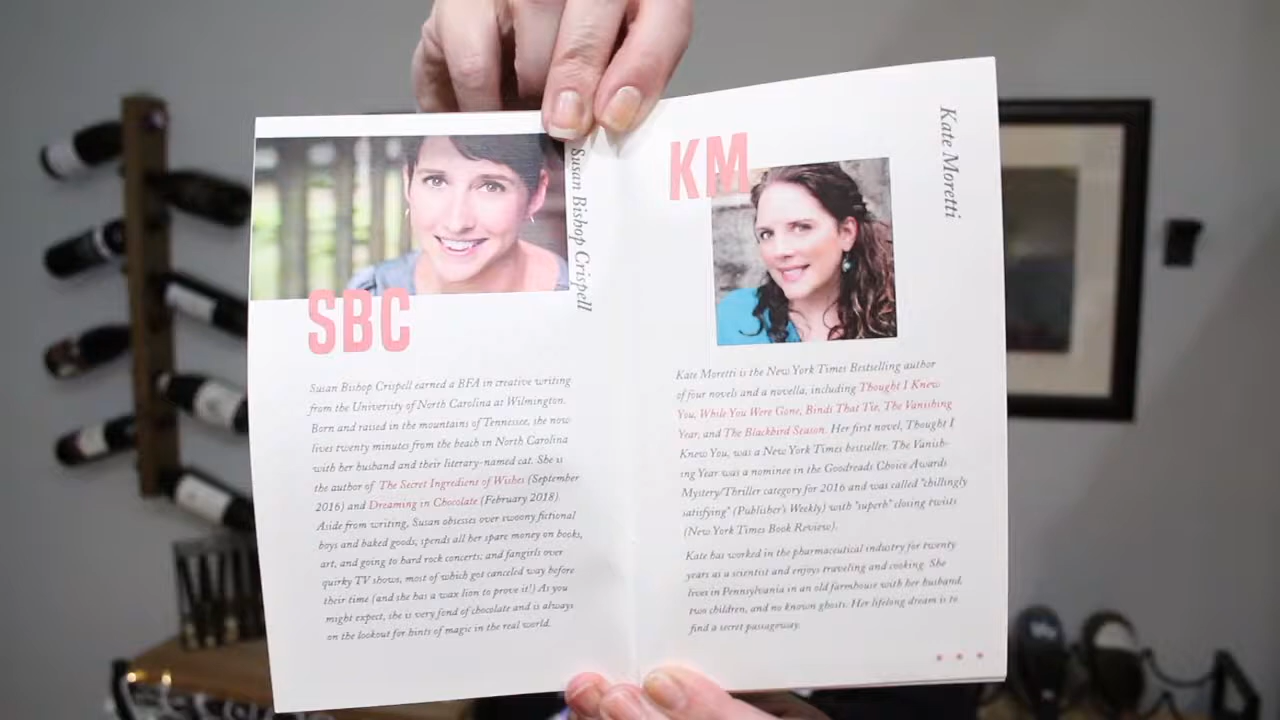 Susan Bishop Crispell
SBC
Susan Bishop Crispell earned a BFA in creative writing
from the University of North Carolina at Wilmington.
Born and raised in the mountains of Tennessee, she now
lives twenty minutes from the beach in North Carolina
with her husband and their literary-named cat. She is
the author of The Secret Ingredient of Wishes (September
2016) and Dreaming in Chocolate (February 2018).
Aside from writing, Susan obsesses over swoony fictional
boys and baked goods; spends all her spare money on books,
art, and going to hard rock concerts; and fangirls over
quirky TV shows, most of which got canceled way before
their time (and she has a wax lion to prove it!) As you
might expect, she is very fond of chocolate and is always
on the lookout for hints of magic in the real world.
KM
Kate Moretti
Kate Moretti is the New York Times Bestselling author
of four novels and a novella, including Thought I Knew
You, While You Were Gone, Binds That Tie, The Vanishing
Year, and The Blackbird Season. Her first novel, Thought I
Knew You, was a New York Times bestseller. The Vanish-
ing Year was a nominee in the Goodreads Choice Awards
Mystery/Thriller category for 2016 and was called "chillingly
satisfying" (Publisher's Weekly) with "superb" closing twists
(New York Times Book Review).
Kate has worked in the pharmaceutical industry for twenty
years as a scientist and enjoys traveling and cooking. She
lives in Pennsylvania in an old farmhouse with her husband,
two children, and no known ghosts. Her lifelong dream is to
find a secret passageway.